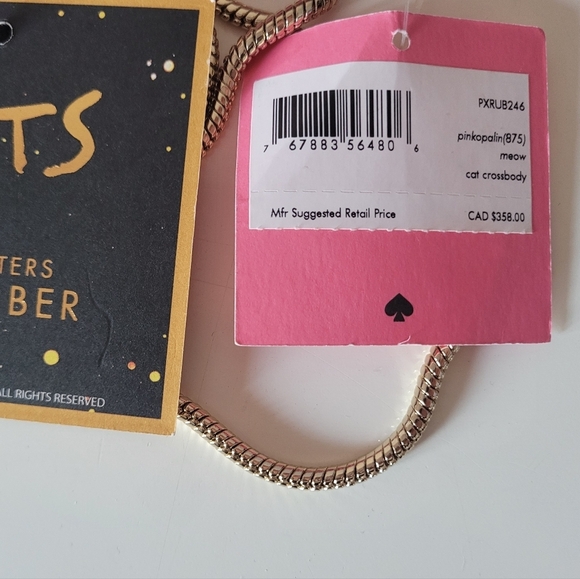 TS
TERS
BER
ALL RIGHTS RESERVED
PXRUB246
7 67883 56480 6
pinkopalin(875)
meow
cat crossbody
Mfr Suggested Retail Price CAD $358.00